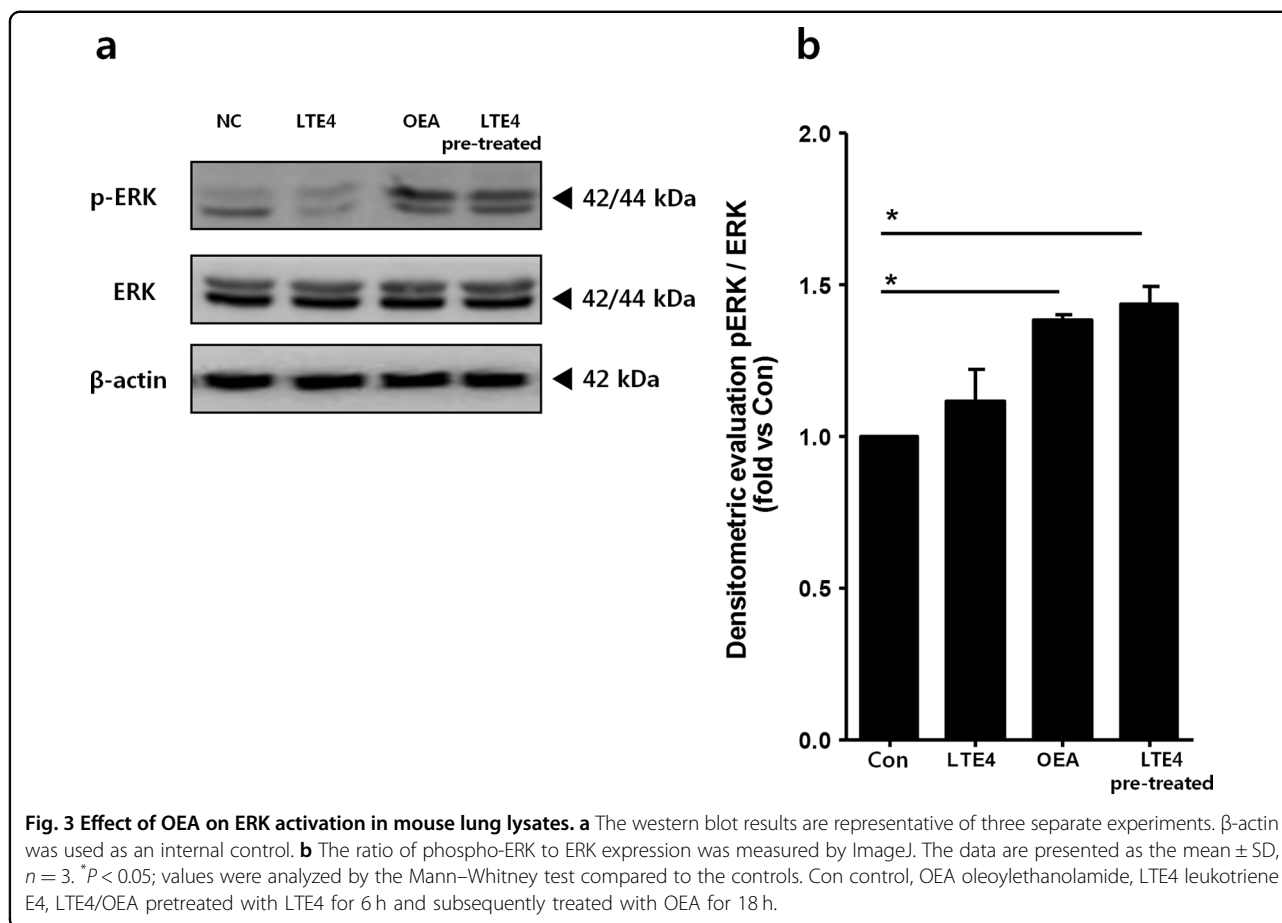 a
NC LTE4 OEA LTE4
pre-treated
p-ERK
◄ 42/44 kDa
ERK
◄ 42/44 kDa
β-actin
◄ 42 kDa
b
Densitometric evaluation pERK / ERK
(fold vs Con)
2.0
1.5
1.0
0.5
0.0
*
*
Con LTE4 OEA LTE4
pre-treated
Fig. 3 Effect of OEA on ERK activation in mouse lung lysates. a The western blot results are representative of three separate experiments. β-actin
was used as an internal control. b The ratio of phospho-ERK to ERK expression was measured by ImageJ. The data are presented as the mean ± SD,
n = 3. *P < 0.05; values were analyzed by the Mann–Whitney test compared to the controls. Con control, OEA oleoylethanolamide, LTE4 leukotriene
E4, LTE4/OEA pretreated with LTE4 for 6 h and subsequently treated with OEA for 18 h.